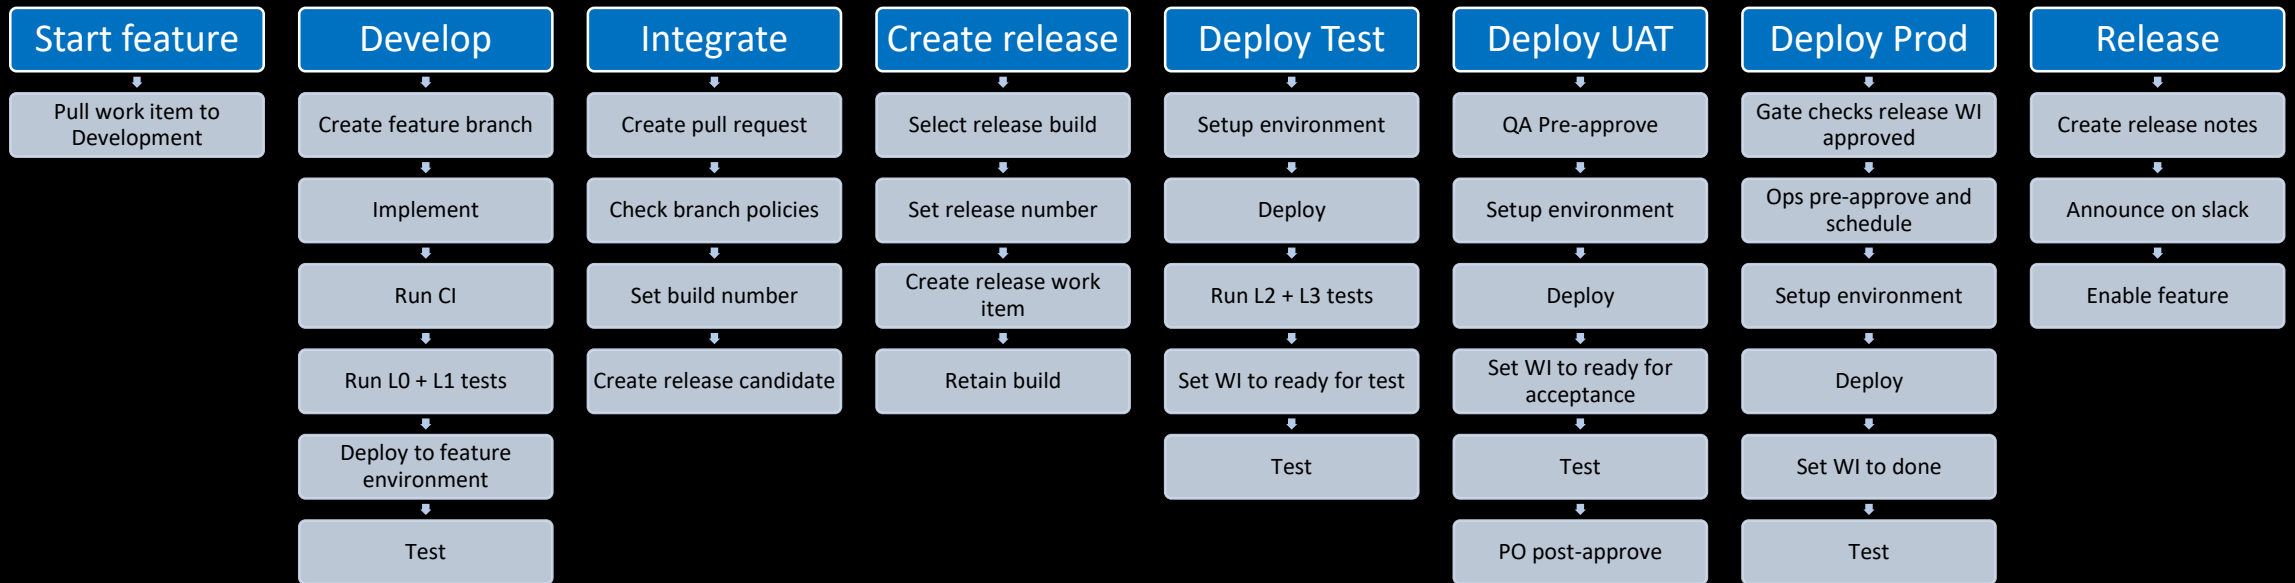 Start feature
Pull work item to
Development
Develop
Create feature branch
Implement
Run CI
Run L0 + L1 tests
Deploy to feature
environment
Test
Integrate
Create pull request
Check branch policies
Set build number
Create release candidate
Create release
Select release build
Set release number
Create release work
item
Retain build
Deploy Test
Setup environment
Deploy
Run L2 + L3 tests
Set WI to ready for test
Test
Deploy UAT
QA Pre-approve
Setup environment
Deploy
Set WI to ready for
acceptance
Test
PO post-approve
Deploy Prod
Gate checks release WI
approved
Ops pre-approve and
schedule
Setup environment
Deploy
Set WI to done
Test
Release
Create release notes
Announce on slack
Enable feature